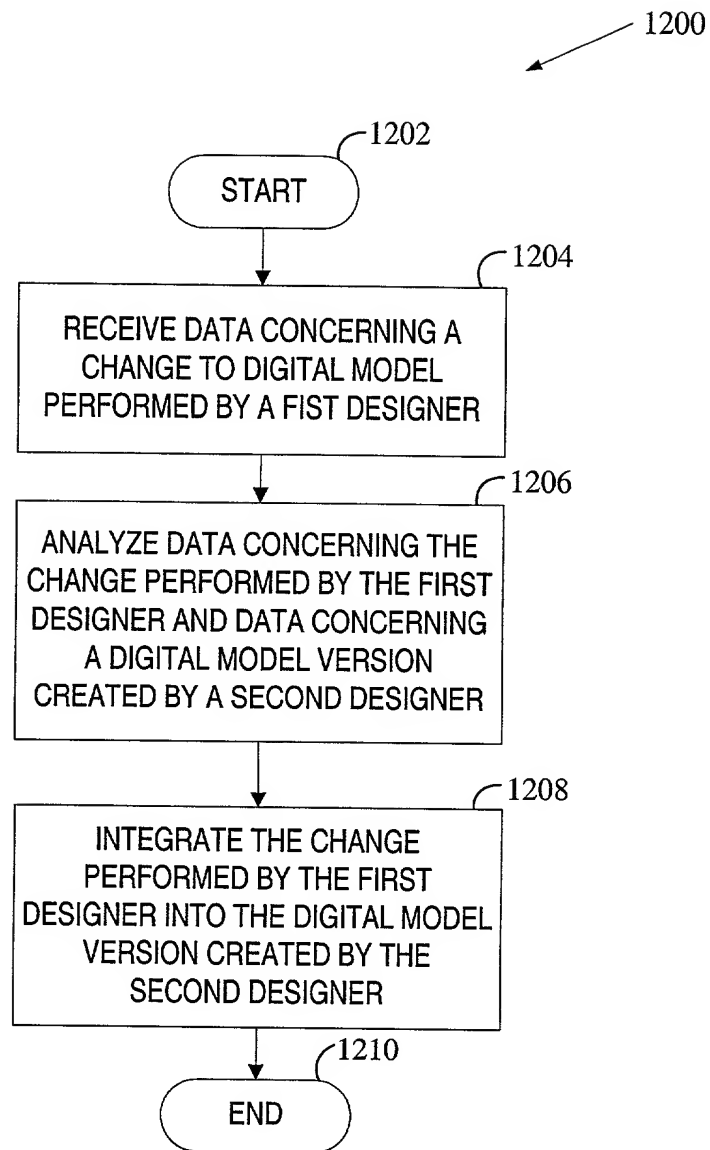 1200
1202
START
1204
RECEIVE DATA CONCERNING A
CHANGE TO DIGITAL MODEL
PERFORMED BY A FIST DESIGNER
1206
ANALYZE DATA CONCERNING THE
CHANGE PERFORMED BY THE FIRST
DESIGNER AND DATA CONCERNING
A DIGITAL MODEL VERSION
CREATED BY A SECOND DESIGNER
1208
INTEGRATE THE CHANGE
PERFORMED BY THE FIRST
DESIGNER INTO THE DIGITAL MODEL
VERSION CREATED BY THE
SECOND DESIGNER
1210
END